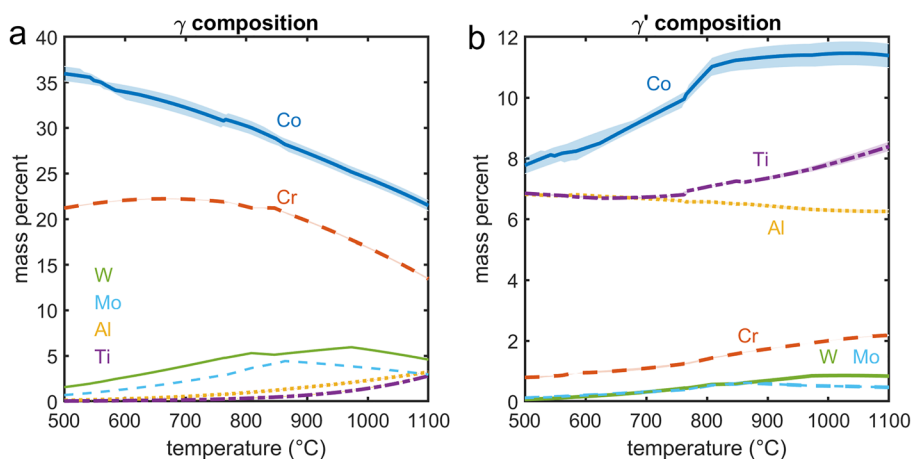 a
γ composition
40
35
30
25
20
15
10
5
0
mass percent
Co
Cr
W
Mo
Al
Ti
500 600 700 800 900 1000 1100
temperature (°C)
b
γ' composition
12
10
8
6
4
2
0
mass percent
Co
Ti
Al
Cr
W Mo
500 600 700 800 900 1000 1100
temperature (°C)